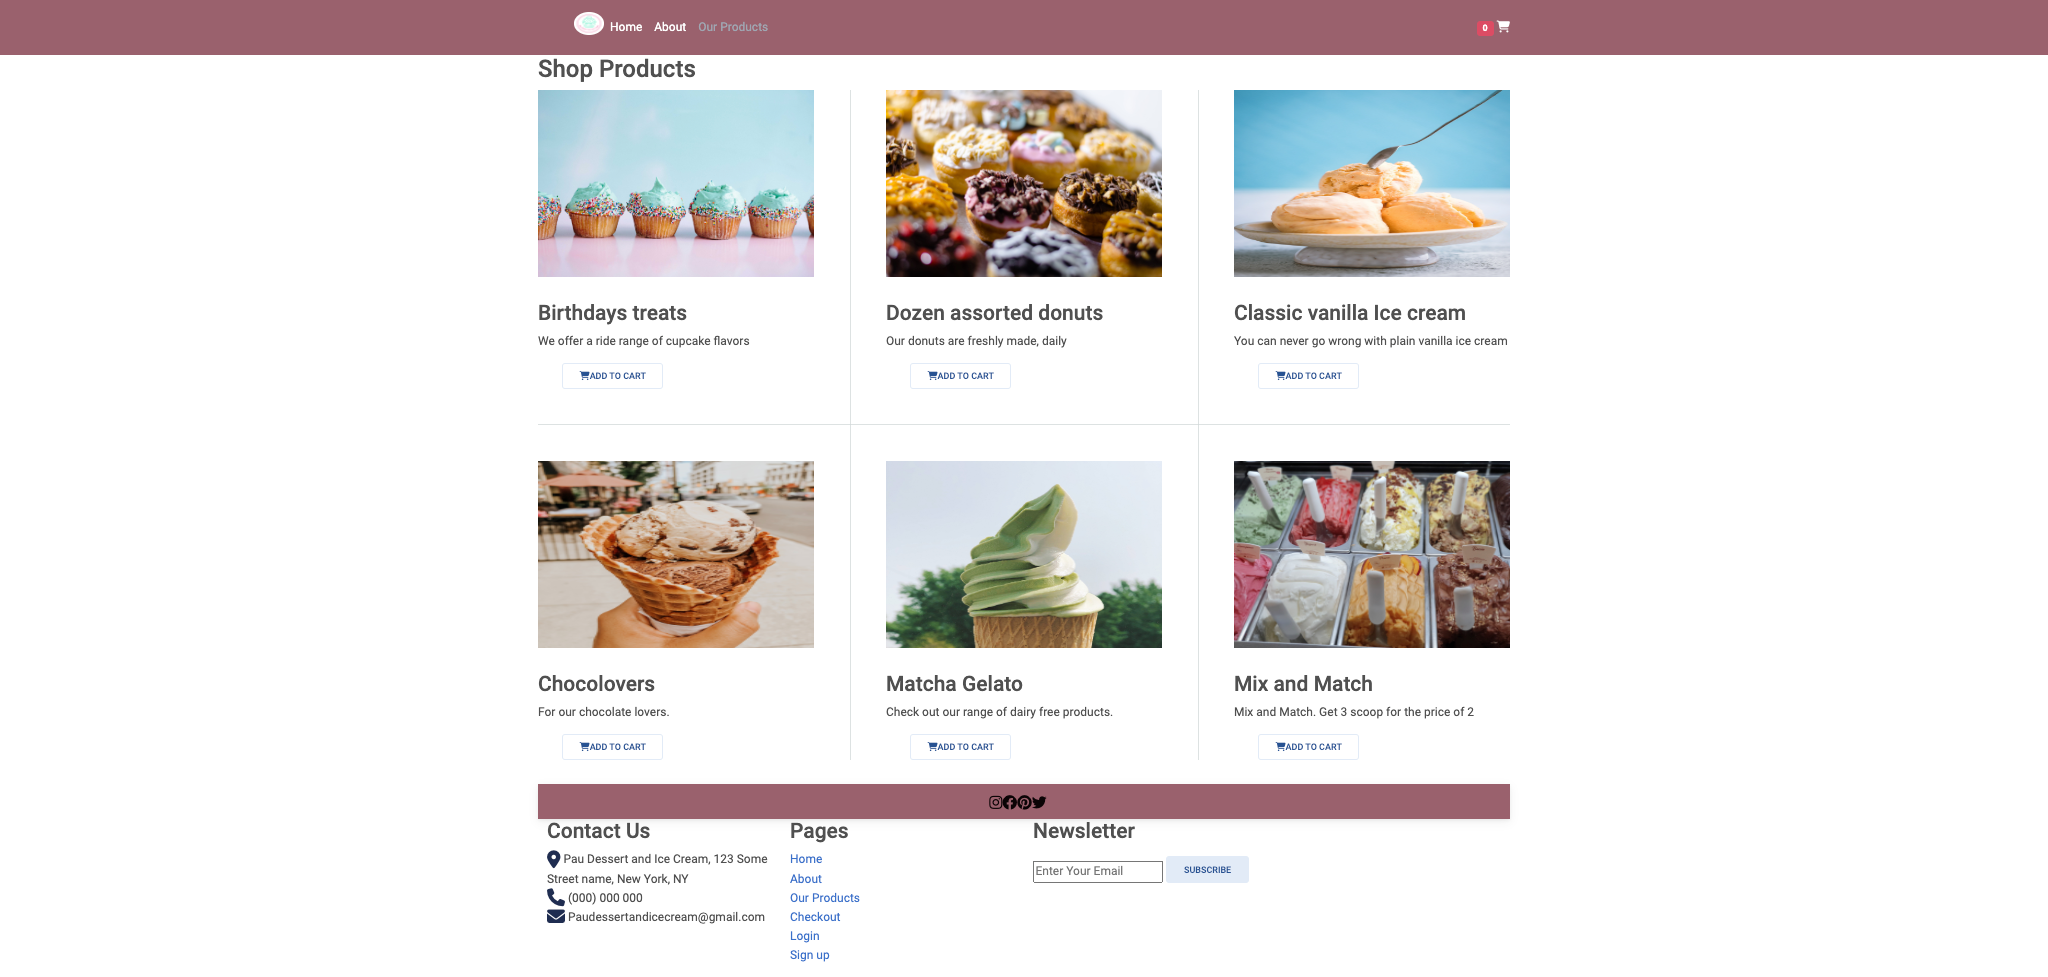 Home About Our Products 0
Shop Products
Birthdays treats
We offer a ride range of cupcake flavors
ADD TO CART
Dozen assorted donuts
Our donuts are freshly made, daily
ADD TO CART
Classic vanilla Ice cream
You can never go wrong with plain vanilla ice cream
ADD TO CART
Chocolovers
For our chocolate lovers.
ADD TO CART
Matcha Gelato
Check out our range of dairy free products.
ADD TO CART
Mix and Match
Mix and Match. Get 3 scoop for the price of 2
ADD TO CART
Contact Us
Pau Dessert and Ice Cream, 123 Some
Street name, New York, NY
(000) 000 000
Paudessertandicecream@gmail.com
Pages
Home
About
Our Products
Checkout
Login
Sign up
Newsletter
Enter Your Email SUBSCRIBE